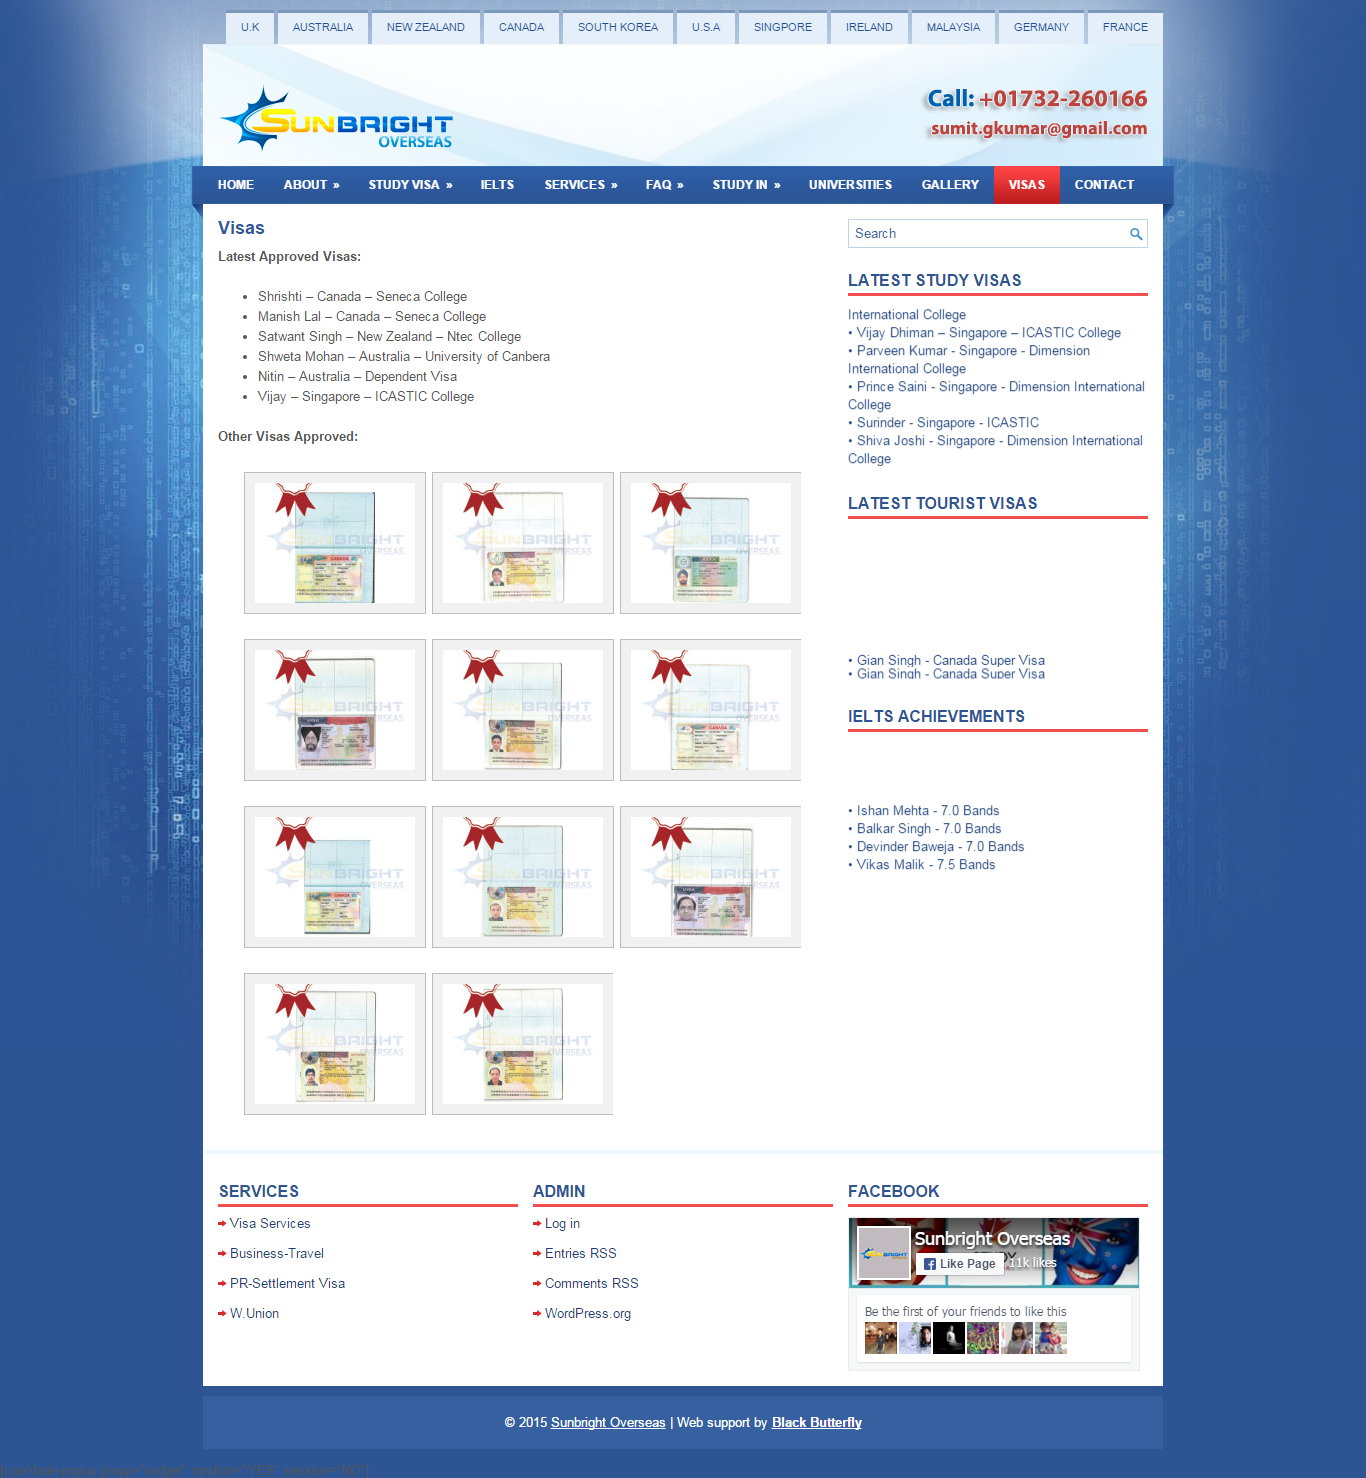 U.K
AUSTRALIA
NEW ZEALAND
CANADA
SOUTH KOREA
U.S.A
SINGPORE
IRELAND
MALAYSIA
GERMANY
FRANCE
SUNBRIGHT
OVERSEAS
Call: +01732-260166
sumit.gkumar@gmail.com
HOME
ABOUT »
STUDY VISA »
IELTS
SERVICES »
FAQ »
STUDY IN »
UNIVERSITIES
GALLERY
VISAS
CONTACT
Visas
Latest Approved Visas:
• Shrishti – Canada – Seneca College
• Manish Lal – Canada – Seneca College
• Satwant Singh – New Zealand – Ntec College
• Shweta Mohan – Australia – University of Canbera
• Nitin – Australia – Dependent Visa
• Vijay – Singapore – ICASTIC College
Other Visas Approved:
Search
LATEST STUDY VISAS
International College
• Vijay Dhiman – Singapore – ICASTIC College
• Parveen Kumar - Singapore - Dimension
International College
• Prince Saini - Singapore - Dimension International
College
• Surinder - Singapore - ICASTIC
• Shiva Joshi - Singapore - Dimension International
College
LATEST TOURIST VISAS
• Gian Singh - Canada Super Visa
• Gian Singh - Canada Super Visa
IELTS ACHIEVEMENTS
• Ishan Mehta - 7.0 Bands
• Balkar Singh - 7.0 Bands
• Devinder Baweja - 7.0 Bands
• Vikas Malik - 7.5 Bands
SERVICES
Visa Services
Business-Travel
PR-Settlement Visa
W.Union
ADMIN
Log in
Entries RSS
Comments RSS
WordPress.org
FACEBOOK
Sunbright Overseas
Like Page
11k likes
Be the first of your friends to like this
© 2015 Sunbright Overseas | Web support by Black Butterfly